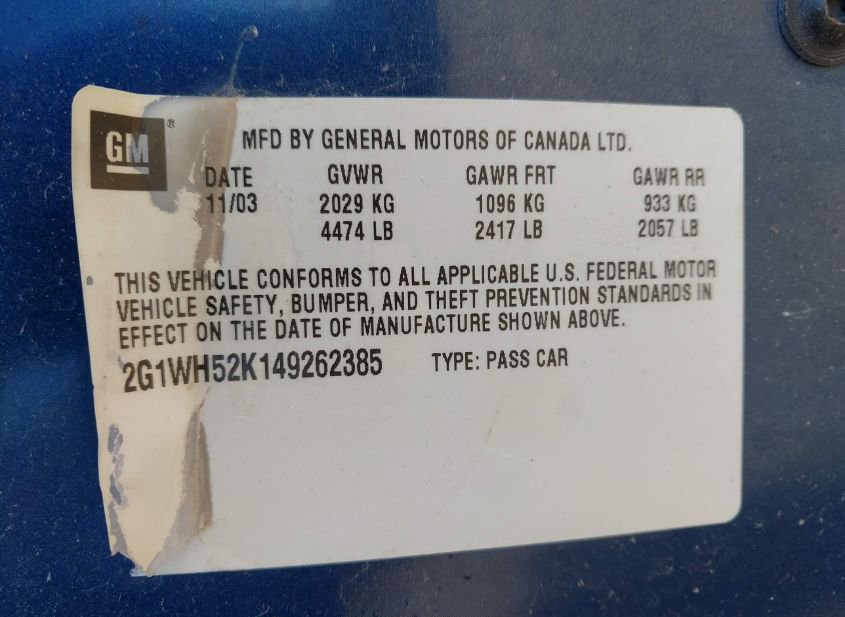 GM®
MFD BY GENERAL MOTORS OF CANADA LTD.
DATE GVWR GAWR FRT GAWR RR
11/03 2029 KG 1096 KG 933 KG
4474 LB 2417 LB 2057 LB
THIS VEHICLE CONFORMS TO ALL APPLICABLE U.S. FEDERAL MOTOR
VEHICLE SAFETY, BUMPER, AND THEFT PREVENTION STANDARDS IN
EFFECT ON THE DATE OF MANUFACTURE SHOWN ABOVE.
2G1WH52K149262385 TYPE: PASS CAR